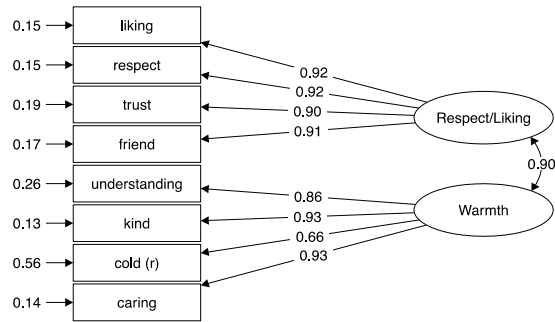 0.15 liking
0.15 respect 0.92
0.92
0.19 trust 0.90 Respect/Liking
0.17 friend 0.91
0.90
0.26 understanding 0.86
0.13 kind 0.93 Warmth
0.66
0.56 cold (r) 0.93
0.14 caring